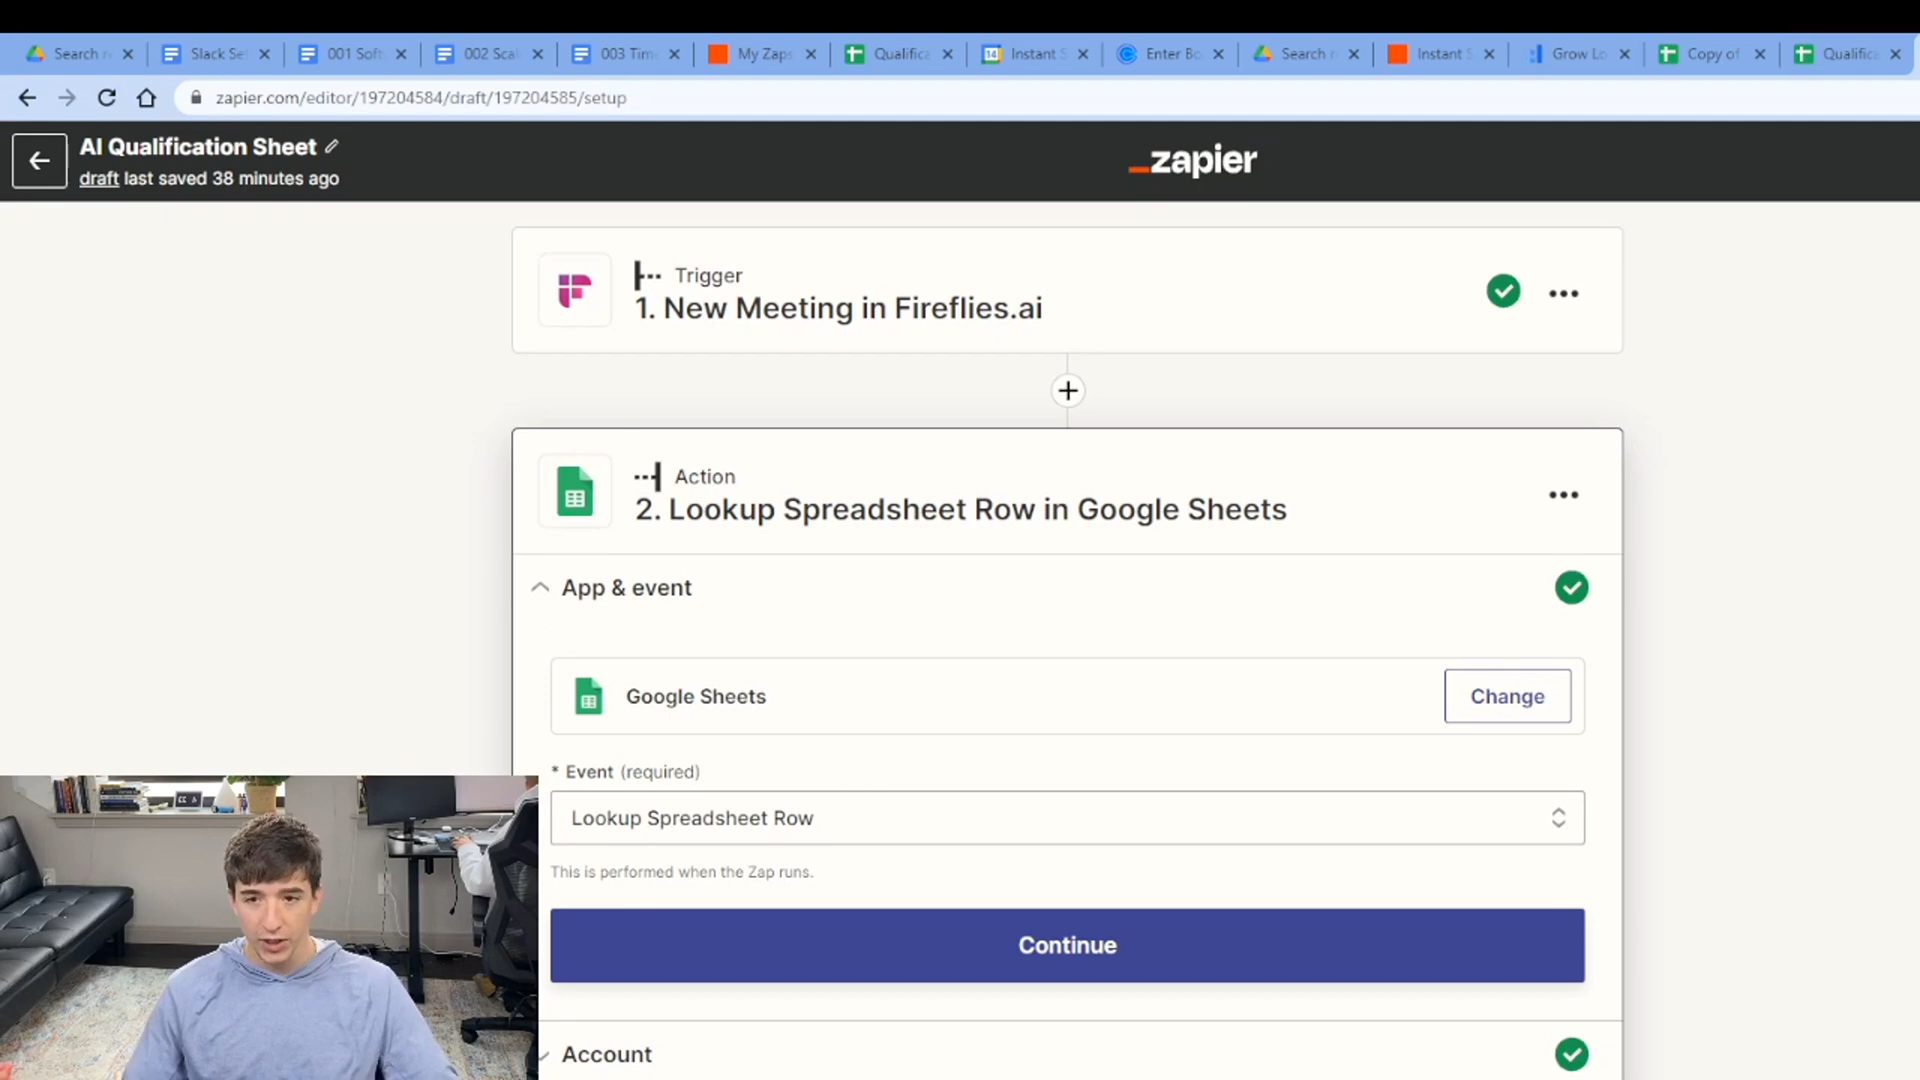 Search r
Slack Se
001 Soft
002 Scal
003 Tim
My Zaps
Qualifica
Instant S
Enter Bo
Search r
Instant S
Grow Lo
Copy of
Qualifica
zapier.com/editor/197204584/draft/197204585/setup
AI Qualification Sheet
draft last saved 38 minutes ago
zapier
Trigger
1. New Meeting in Fireflies.ai
Action
2. Lookup Spreadsheet Row in Google Sheets
App & event
Google Sheets
Change
* Event (required)
Lookup Spreadsheet Row
This is performed when the Zap runs.
Continue
Account